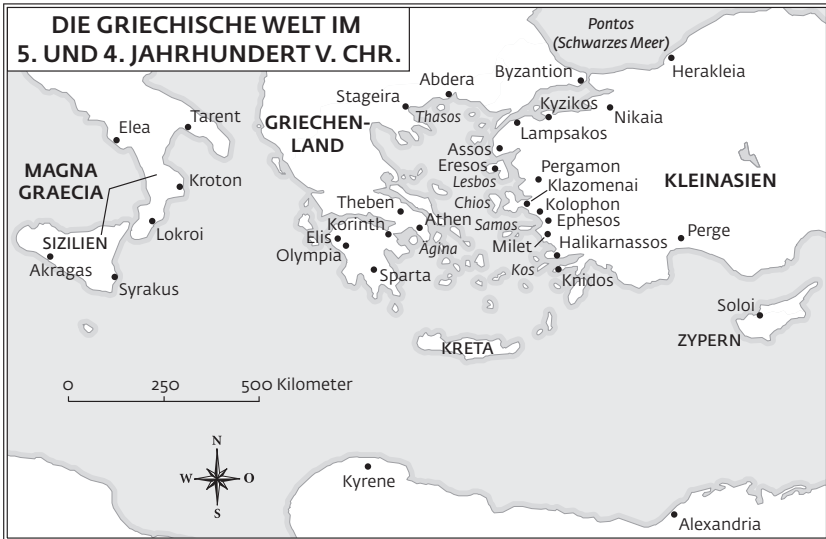 DIE GRIECHISCHE WELT IM
5. UND 4. JAHRHUNDERT V. CHR.
Pontos
(Schwarzes Meer)
Byzantion
Herakleia
Abdera
Stageira
Thasos
Kyzikos
Nikaia
Lampsakos
Elea
Tarent
GRIECHEN-
LAND
Assos
Eresos
Lesbos
Pergamon
Klazomenai
KLEINASIEN
MAGNA
GRAECIA
Kroton
Theben
Chios
Kolophon
Ephesos
Athen
Samos
Korinth
Elis
Olympia
Ägina
Milet
Halikarnassos
Perge
Lokroi
SIZILIEN
Akragas
Syrakus
Sparta
Kos
Knidos
Soloi
ZYPERN
KRETA
0 250 500 Kilometer
N
W O
S
Kyrene
Alexandria